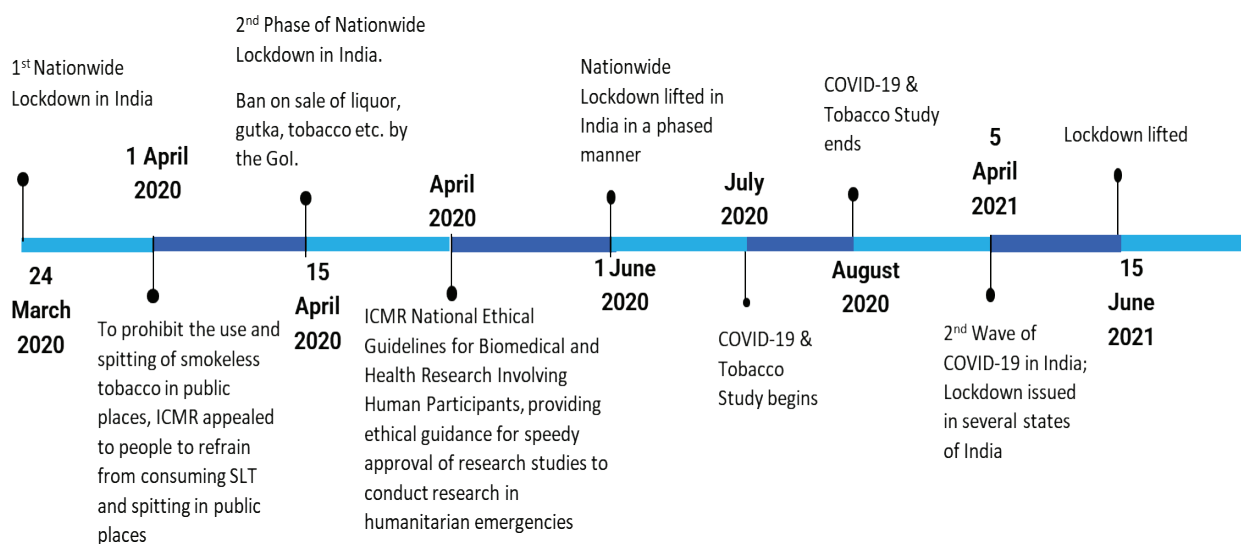 1st Nationwide
Lockdown in India
24
March
2020
1 April
2020
To prohibit the use and
spitting of smokeless
tobacco in public
places, ICMR appealed
to people to refrain
from consuming SLT
and spitting in public
places
2nd Phase of Nationwide
Lockdown in India.
Ban on sale of liquor,
gutka, tobacco etc. by
the GoI.
15
April
2020
April
2020
ICMR National Ethical
Guidelines for Biomedical and
Health Research Involving
Human Participants, providing
ethical guidance for speedy
approval of research studies to
conduct research in
humanitarian emergencies
Nationwide
Lockdown lifted in
India in a phased
manner
1 June
2020
July
2020
COVID-19 &
Tobacco
Study begins
COVID-19 &
Tobacco Study
ends
August
2020
5
April
2021
2nd Wave of
COVID-19 in India;
Lockdown issued
in several states
of India
Lockdown lifted
15
June
2021